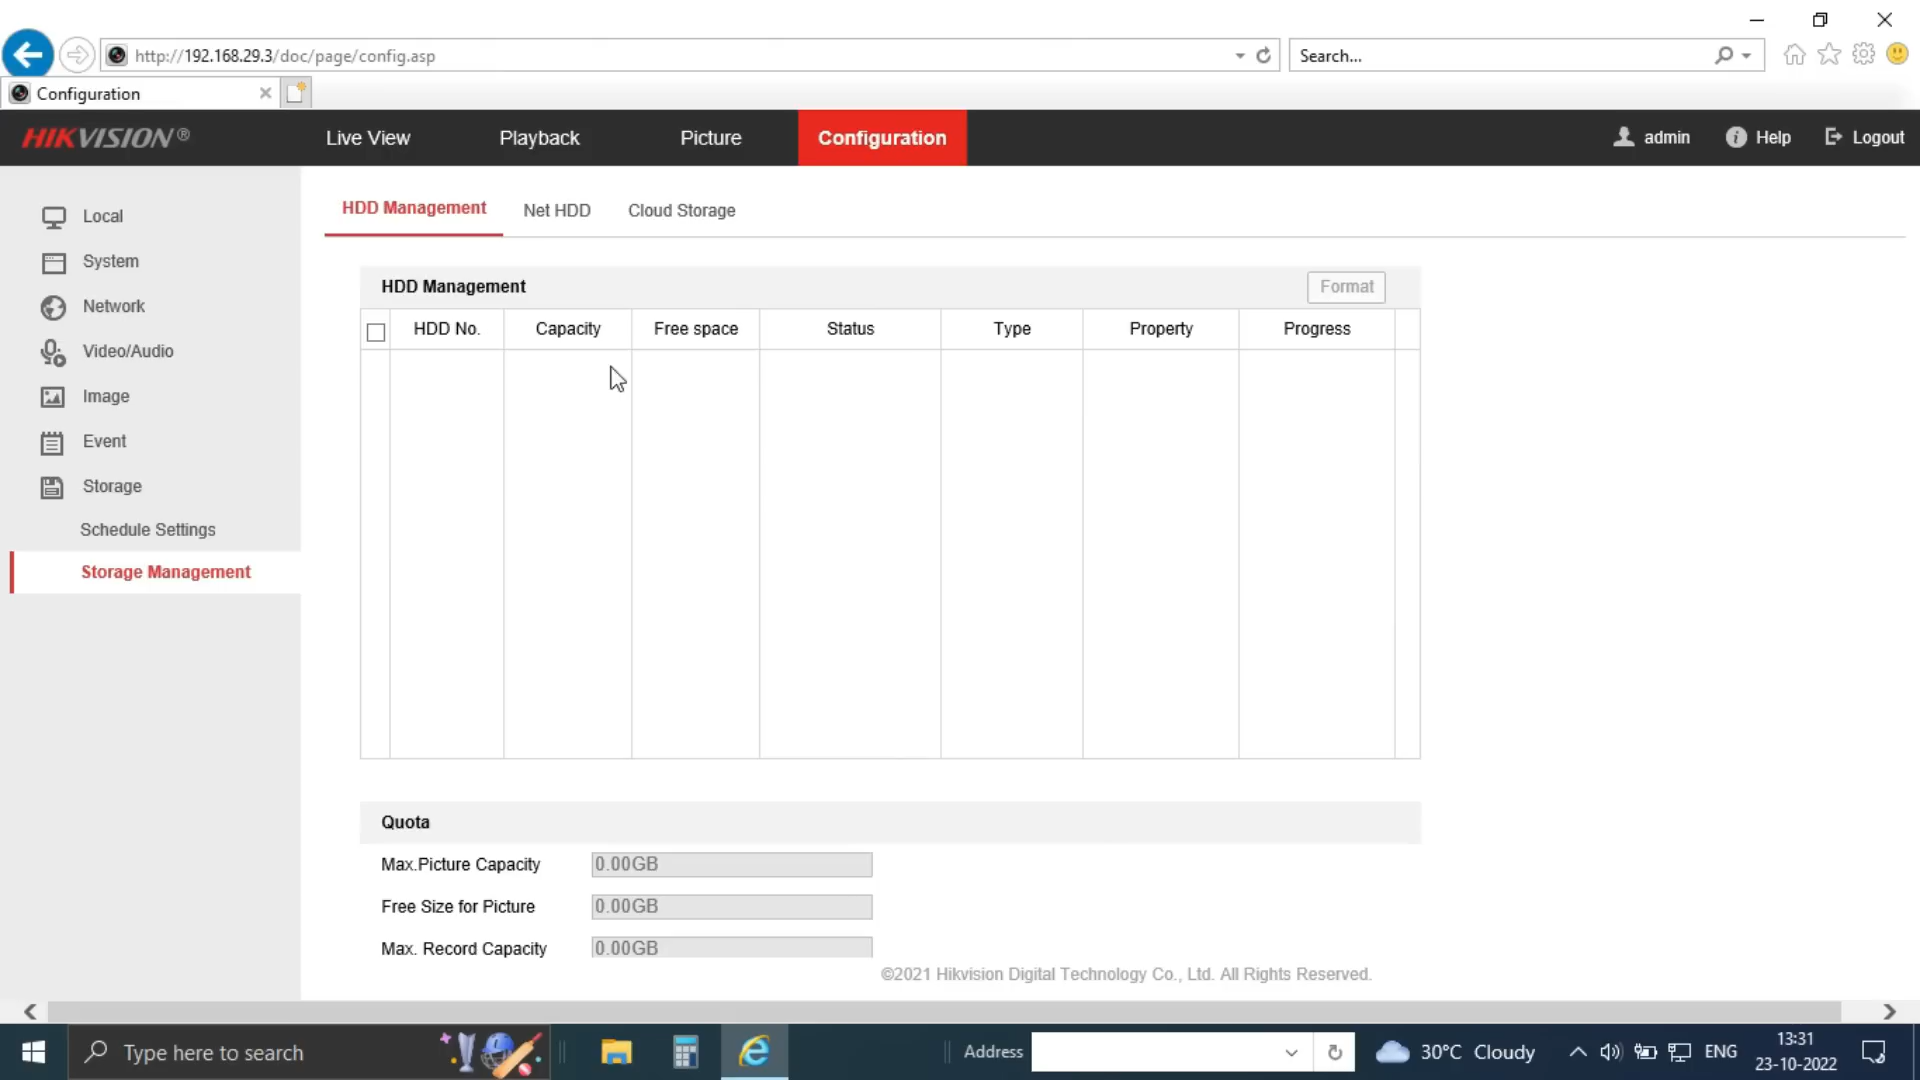 http://192.168.29.3/doc/page/config.asp
Search...
Configuration
HIKVISION®
Live View
Playback
Picture
Configuration
admin
Help
Logout
Local
System
Network
Video/Audio
Image
Event
Storage
Schedule Settings
Storage Management
HDD Management
Net HDD
Cloud Storage
HDD Management
Format
HDD No.
Capacity
Free space
Status
Type
Property
Progress
Quota
Max.Picture Capacity
0.00GB
Free Size for Picture
0.00GB
Max. Record Capacity
0.00GB
©2021 Hikvision Digital Technology Co., Ltd. All Rights Reserved.
Type here to search
Address
30°C Cloudy
ENG
13:31
23-10-2022